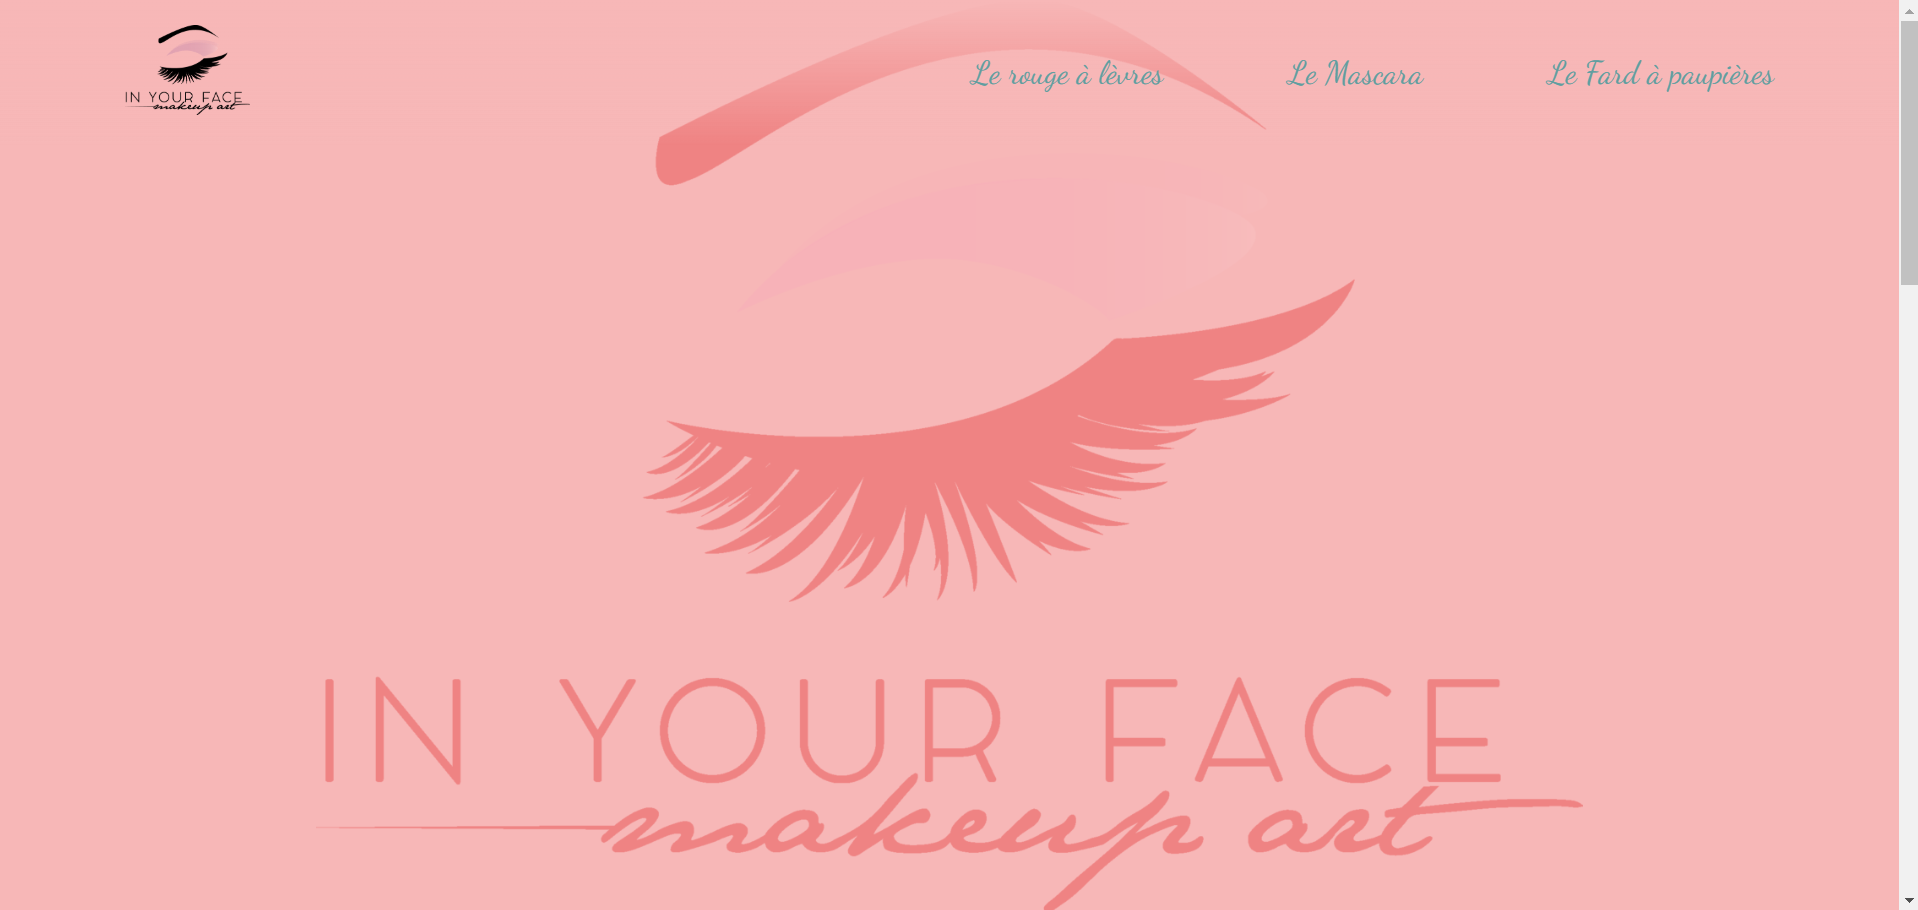 IN YOUR FACE
makeup art
Le rouge à lèvres
Le Mascara
Le Fard à paupières
IN YOUR FACE
makeup art